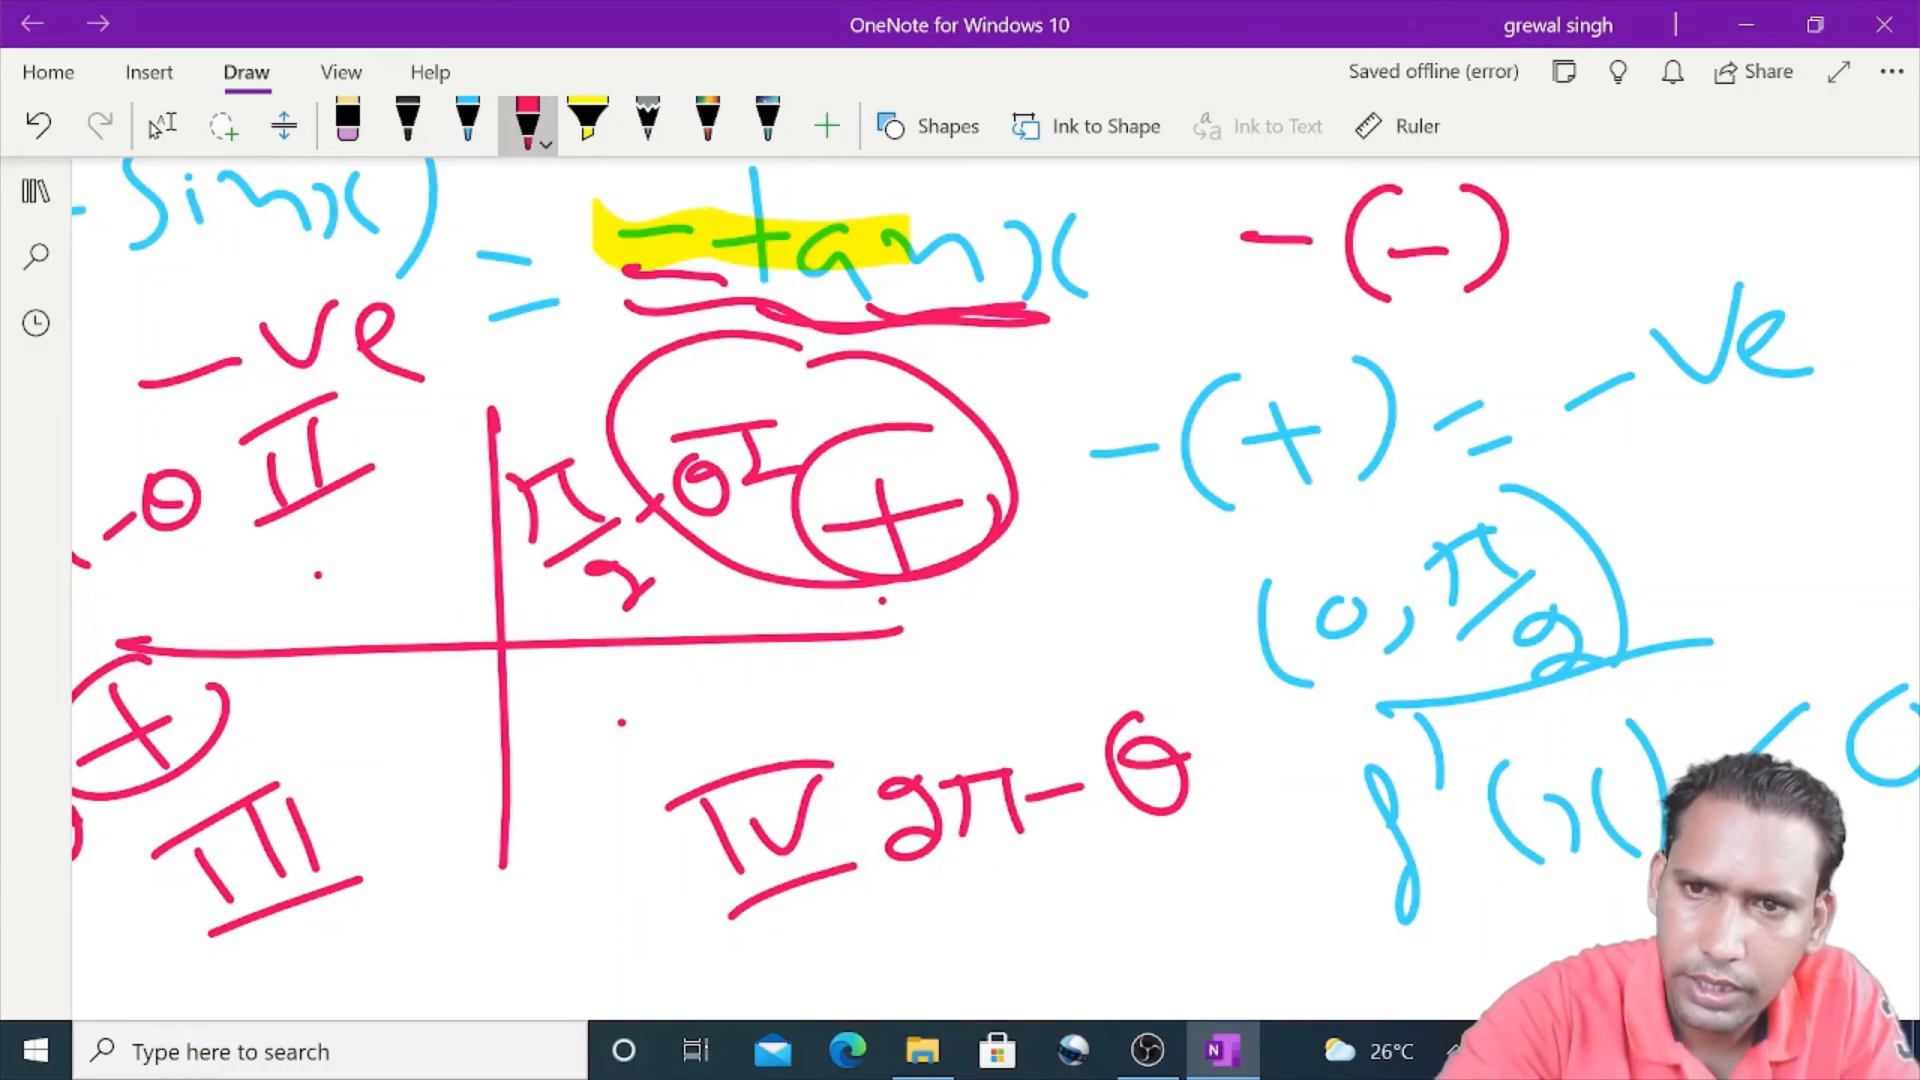 OneNote for Windows 10
grewal singh
Home Insert Draw View Help
Saved offline (error) Share
Shapes Ink to Shape Ink to Text Ruler
- sinx) = -tanx
-(-)
-ve
-(+) = -ve
II
-θ
π/2 - θ I +
(0, π/2)
+
III
IV 2π - θ
f'(x) < 0
Type here to search
26°C